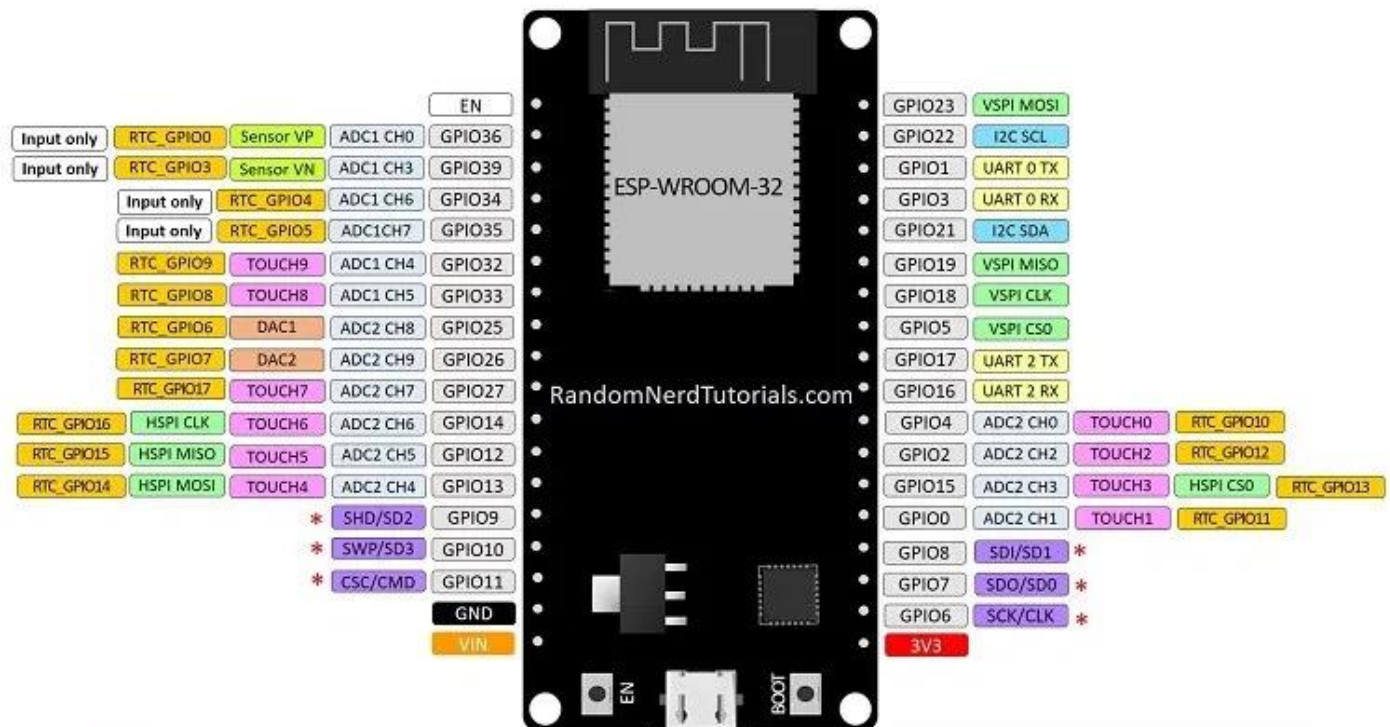 EN
Input only RTC_GPIO0 Sensor VP ADC1 CH0 GPIO36
Input only RTC_GPIO3 Sensor VN ADC1 CH3 GPIO39
Input only RTC_GPIO4 ADC1 CH6 GPIO34
Input only RTC_GPIO5 ADC1CH7 GPIO35
RTC_GPIO9 TOUCH9 ADC1 CH4 GPIO32
RTC_GPIO8 TOUCH8 ADC1 CH5 GPIO33
RTC_GPIO6 DAC1 ADC2 CH8 GPIO25
RTC_GPIO7 DAC2 ADC2 CH9 GPIO26
RTC_GPIO17 TOUCH7 ADC2 CH7 GPIO27
RTC_GPIO16 HSPI CLK TOUCH6 ADC2 CH6 GPIO14
RTC_GPIO15 HSPI MISO TOUCH5 ADC2 CH5 GPIO12
RTC_GPIO14 HSPI MOSI TOUCH4 ADC2 CH4 GPIO13
* SHD/SD2 GPIO9
* SWP/SD3 GPIO10
* CSC/CMD GPIO11
GND
VIN
ESP-WROOM-32
RandomNerdTutorials.com
EN
BOOT
GPIO23 VSPI MOSI
GPIO22 I2C SCL
GPIO1 UART 0 TX
GPIO3 UART 0 RX
GPIO21 I2C SDA
GPIO19 VSPI MISO
GPIO18 VSPI CLK
GPIO5 VSPI CS0
GPIO17 UART 2 TX
GPIO16 UART 2 RX
GPIO4 ADC2 CH0 TOUCH0 RTC_GPIO10
GPIO2 ADC2 CH2 TOUCH2 RTC_GPIO12
GPIO15 ADC2 CH3 TOUCH3 HSPI CS0 RTC_GPIO13
GPIO0 ADC2 CH1 TOUCH1 RTC_GPIO11
GPIO8 SDI/SD1 *
GPIO7 SDO/SD0 *
GPIO6 SCK/CLK *
3V3